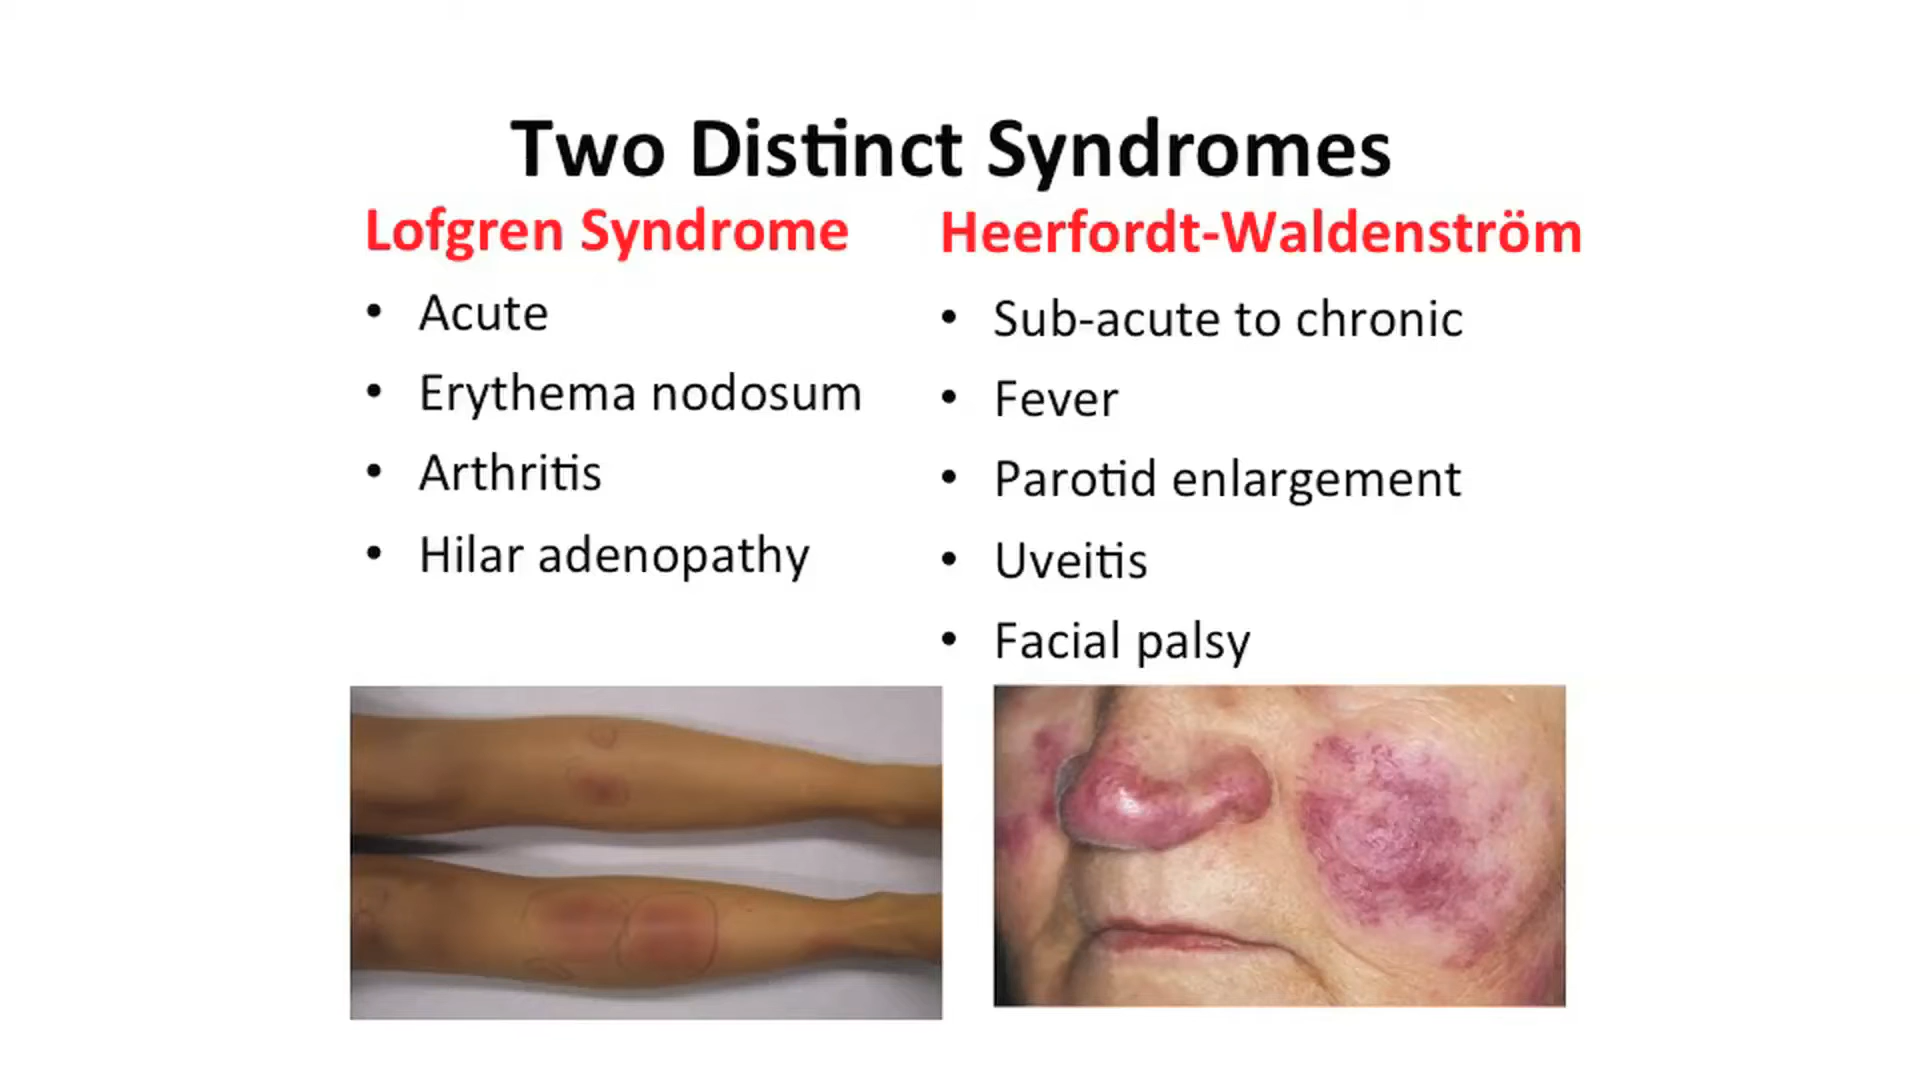 Two Distinct Syndromes
Lofgren Syndrome
• Acute
• Erythema nodosum
• Arthritis
• Hilar adenopathy
Heerfordt-Waldenström
• Sub-acute to chronic
• Fever
• Parotid enlargement
• Uveitis
• Facial palsy